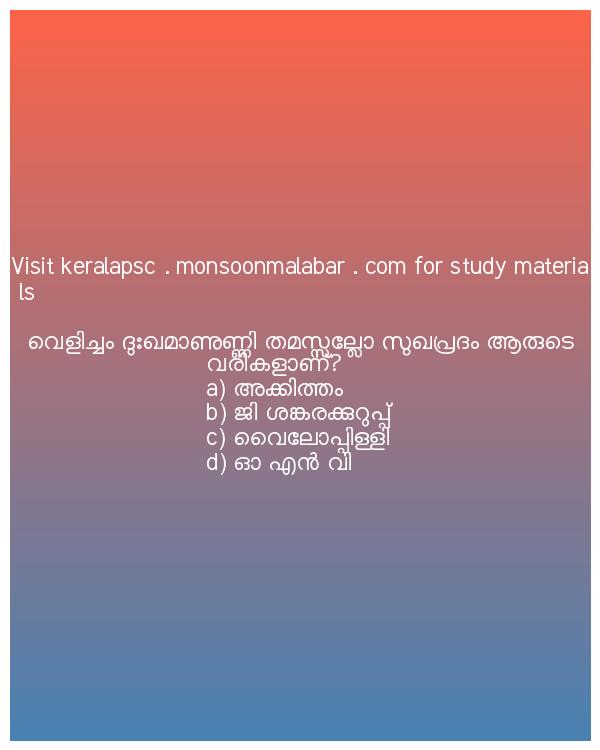 Visit keralapsc . monsoonmalabar . com for study materia
ls
വെളിച്ചം ദുഃഖമാണുണ്ണി തമസ്സല്ലോ സുഖപ്രദം ആരുടെ
വരികളാണ്?
a) അക്കിത്തം
b) ജി ശങ്കരക്കുറുപ്പ്
c) വൈലോപ്പിള്ളി
d) ഓ എൻ വി